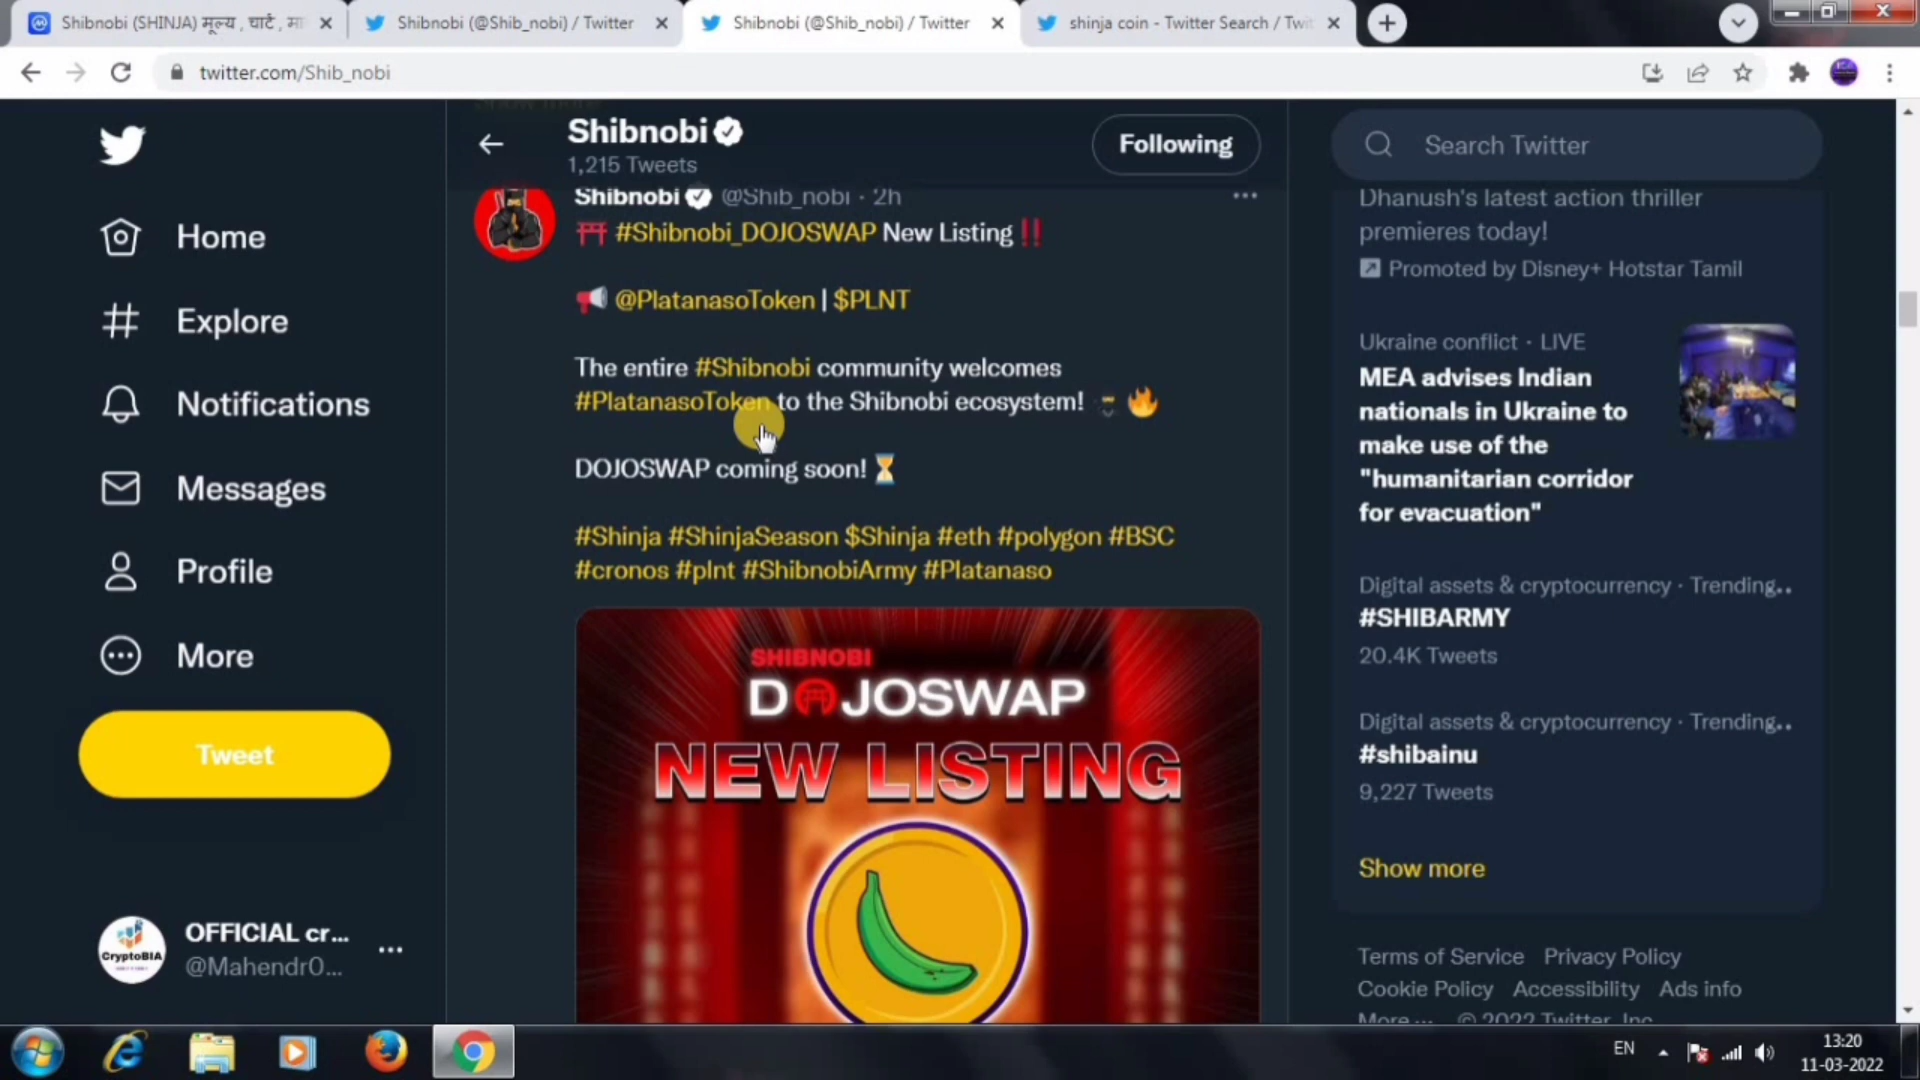 Shibnobi (SHINJA) मूल्य , चार्ट , मा
Shibnobi (@Shib_nobi) / Twitter
Shibnobi (@Shib_nobi) / Twitter
shinja coin - Twitter Search / Twit
twitter.com/Shib_nobi
Home
Explore
Notifications
Messages
Profile
More
Tweet
OFFICIAL cr...
@Mahendr0...
CryptoBIA
Shibnobi
1,215 Tweets
Following
Shibnobi @Shib_nobi · 2h
#Shibnobi_DOJOSWAP New Listing‼
@PlatanasoToken | $PLNT
The entire #Shibnobi community welcomes
#PlatanasoToken to the Shibnobi ecosystem!
DOJOSWAP coming soon!
#Shinja #ShinjaSeason $Shinja #eth #polygon #BSC
#cronos #plnt #ShibnobiArmy #Platanaso
SHIBNOBI
DOJOSWAP
NEW LISTING
Search Twitter
Dhanush's latest action thriller
premieres today!
Promoted by Disney+ Hotstar Tamil
Ukraine conflict · LIVE
MEA advises Indian
nationals in Ukraine to
make use of the
"humanitarian corridor
for evacuation"
Digital assets & cryptocurrency · Trending..
#SHIBARMY
20.4K Tweets
Digital assets & cryptocurrency · Trending..
#shibainu
9,227 Tweets
Show more
Terms of Service Privacy Policy
Cookie Policy Accessibility Ads info
More ... © 2022 Twitter, Inc.
EN
13:20
11-03-2022